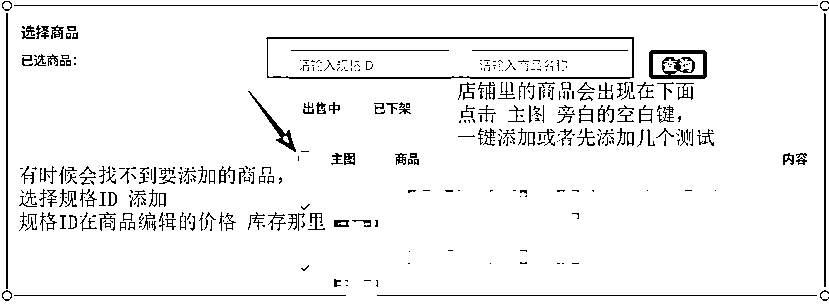 选择商品
已选商品：
请输入规格ID
请输入商品名称
查询
店铺里的商品会出现在下面
点击 主图 旁白的空白键，
一键添加或者先添加几个测试
出售中 已下架
主图 商品 内容
有时候会找不到要添加的商品，
选择规格ID 添加
规格ID在商品编辑的价格 库存那里